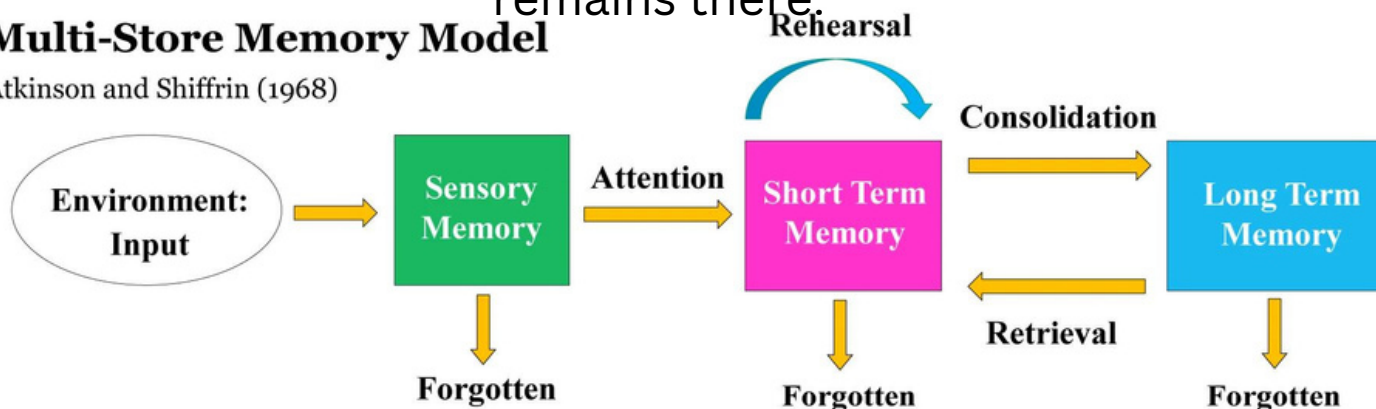 remains there.
Multi-Store Memory Model
Atkinson and Shiffrin (1968)
Rehearsal
Consolidation
Environment:
Input
Sensory
Memory
Attention
Short Term
Memory
Long Term
Memory
Retrieval
Forgotten
Forgotten
Forgotten